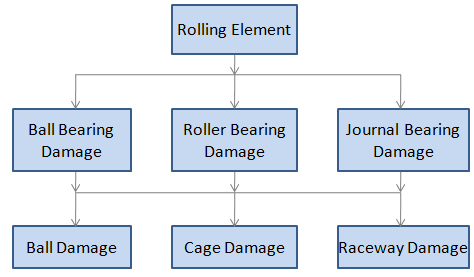 Rolling Element
Ball Bearing
Damage
Roller Bearing
Damage
Journal Bearing
Damage
Ball Damage
Cage Damage
Raceway Damage